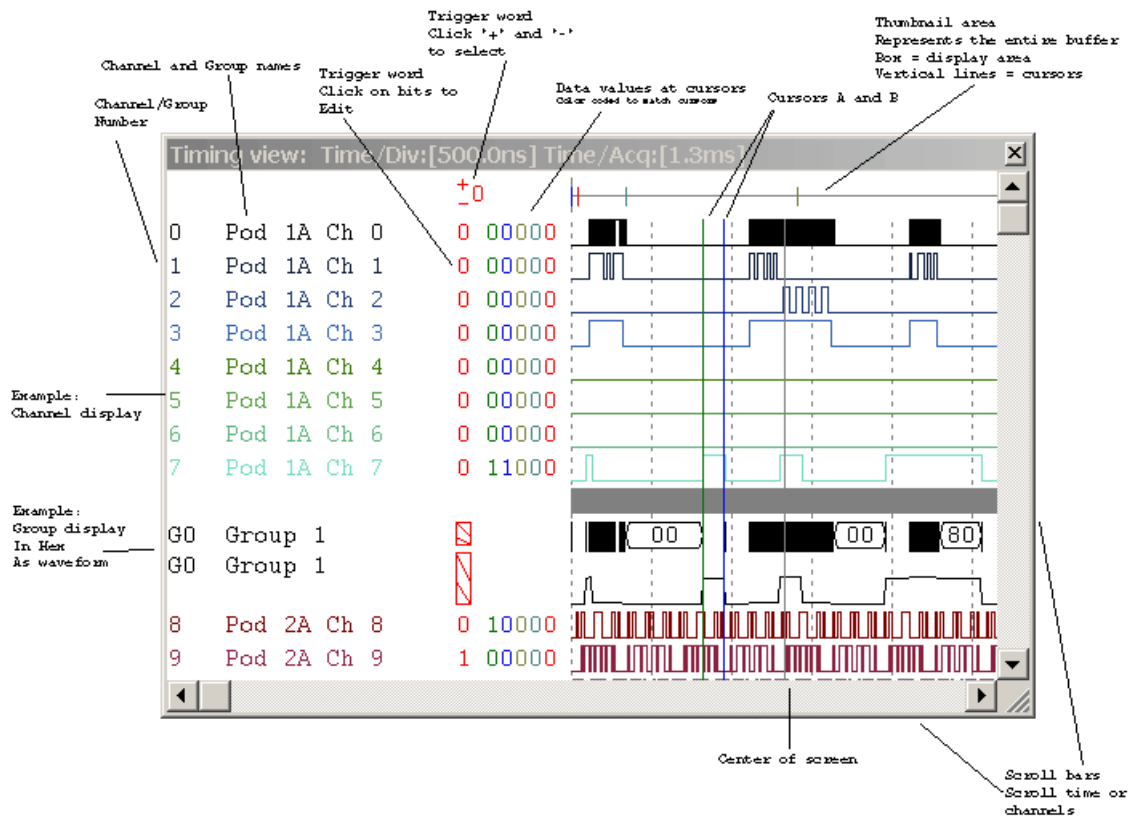 Trigger word
Click '+' and '-'
to select
Thumbnail area
Represents the entire buffer
Box = display area
Vertical lines = cursors
Channel and Group names
Trigger word
Click on bits to
Edit
Data values at cursors
Color coded to match cursors
Cursors A and B
Channel/Group
Number
Timing view: Time/Div:[500.0ns] Time/Acq:[1.3ms]
+
- 0
0 Pod 1A Ch 0 0 00000
1 Pod 1A Ch 1 0 00000
2 Pod 1A Ch 2 0 00000
3 Pod 1A Ch 3 0 00000
4 Pod 1A Ch 4 0 00000
5 Pod 1A Ch 5 0 00000
6 Pod 1A Ch 6 0 00000
7 Pod 1A Ch 7 0 11000
Example:
Channel display
Example:
Group display
In Hex
As waveform
G0 Group 1 00 00 80
G0 Group 1
8 Pod 2A Ch 8 0 10000
9 Pod 2A Ch 9 1 00000
Center of screen
Scroll bars
Scroll time or
channels